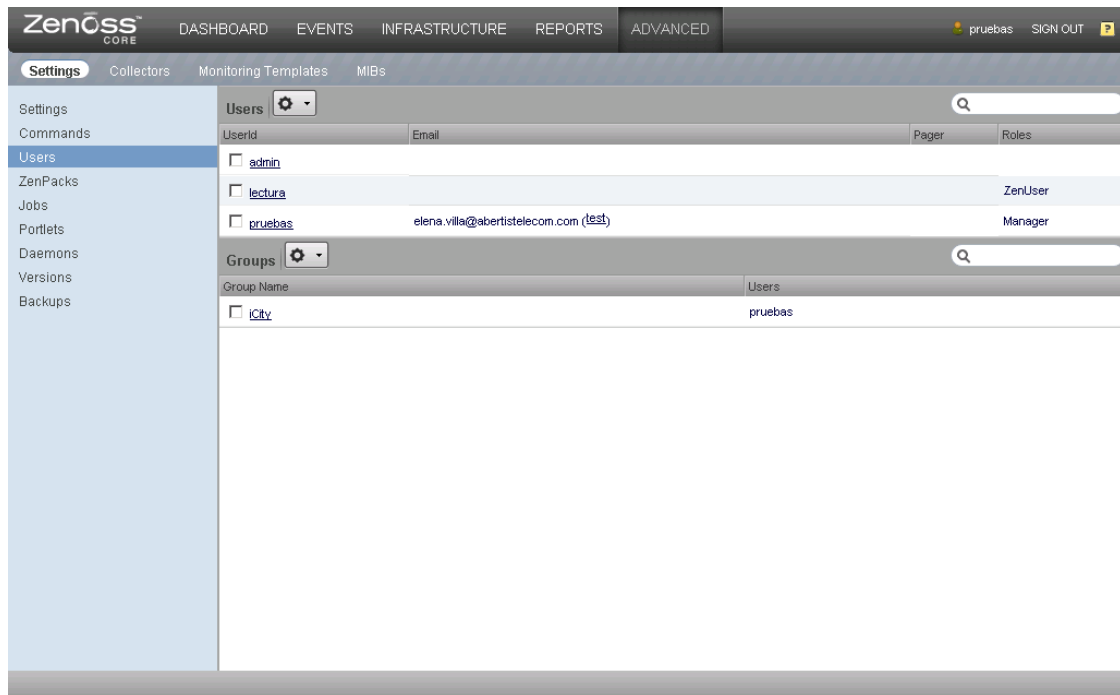 Zenoss™ DASHBOARD EVENTS INFRASTRUCTURE REPORTS ADVANCED pruebas SIGN OUT ?
CORE
Settings Collectors Monitoring Templates MIBs
Settings
Commands
Users
ZenPacks
Jobs
Portlets
Daemons
Versions
Backups
Users
UserId Email Pager Roles
admin
lectura ZenUser
pruebas elena.villa@abertistelecom.com (test) Manager
Groups
Group Name Users
iCity pruebas